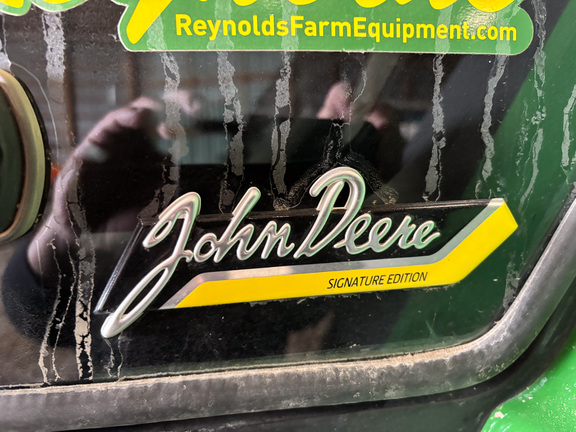 ReynoldsFarmEquipment.com
John Deere
SIGNATURE EDITION